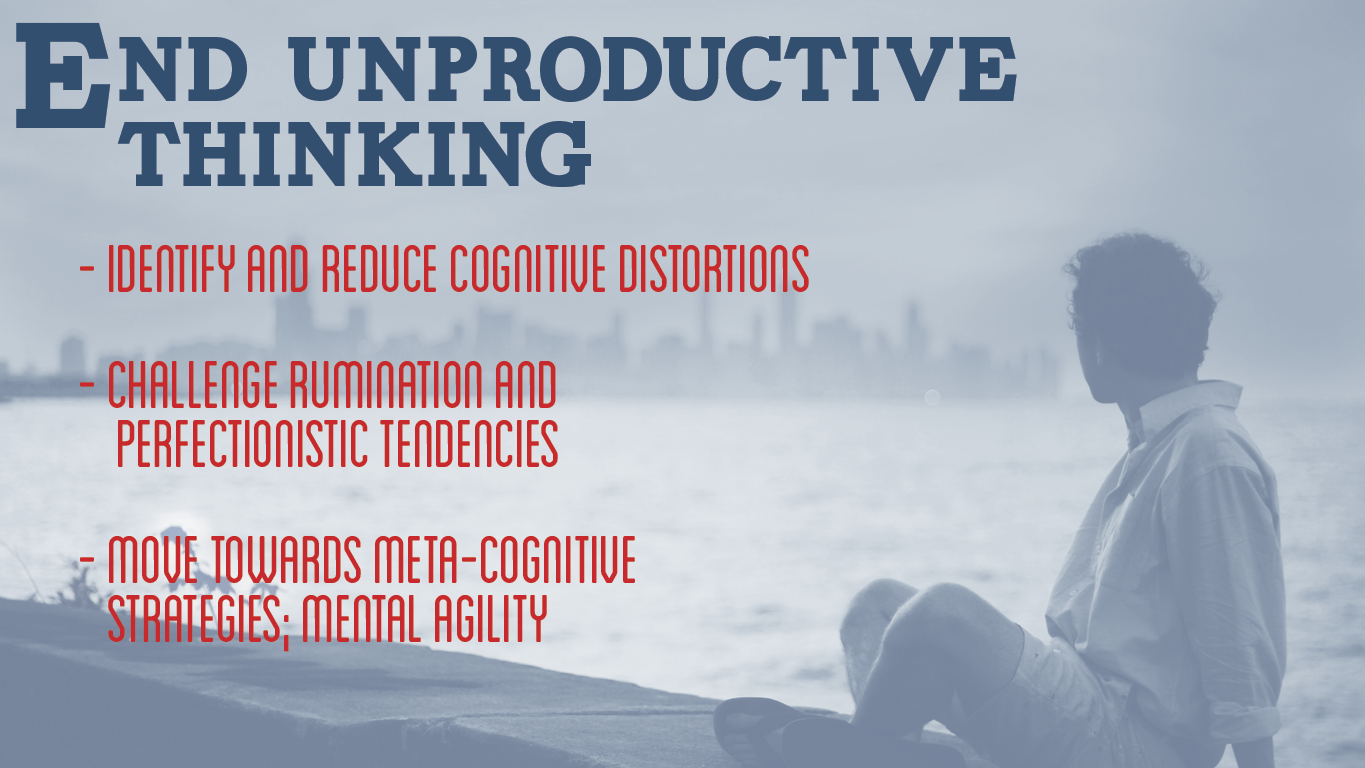 END UNPRODUCTIVE
THINKING
- IDENTIFY AND REDUCE COGNITIVE DISTORTIONS
- CHALLENGE RUMINATION AND
PERFECTIONISTIC TENDENCIES
- MOVE TOWARDS META-COGNITIVE
STRATEGIES; MENTAL AGILITY